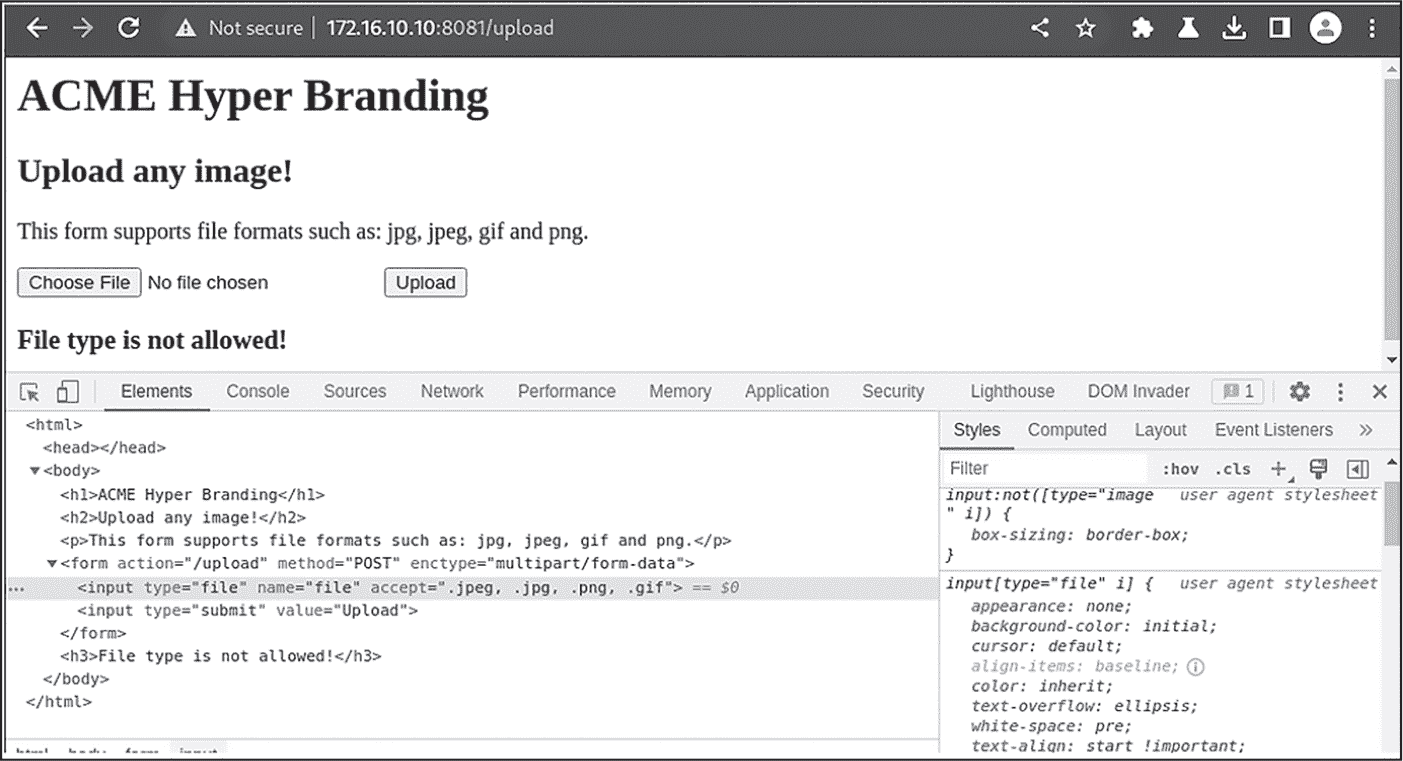 Not secure | 172.16.10.10:8081/upload
ACME Hyper Branding
Upload any image!
This form supports file formats such as: jpg, jpeg, gif and png.
Choose File No file chosen Upload
File type is not allowed!
Elements Console Sources Network Performance Memory Application Security Lighthouse DOM Invader 1
<html>
<head></head>
▼<body>
<h1>ACME Hyper Branding</h1>
<h2>Upload any image!</h2>
<p>This form supports file formats such as: jpg, jpeg, gif and png.</p>
▼<form action="/upload" method="POST" enctype="multipart/form-data">
... <input type="file" name="file" accept=".jpeg, .jpg, .png, .gif"> == $0
<input type="submit" value="Upload">
</form>
<h3>File type is not allowed!</h3>
</body>
</html>
html body form input
Styles Computed Layout Event Listeners »
Filter :hov .cls +
input:not([type="image user agent stylesheet
" i]) {
box-sizing: border-box;
}
input[type="file" i] { user agent stylesheet
appearance: none;
background-color: initial;
cursor: default;
align-items: baseline;
color: inherit;
text-overflow: ellipsis;
white-space: pre;
text-align: start !important;